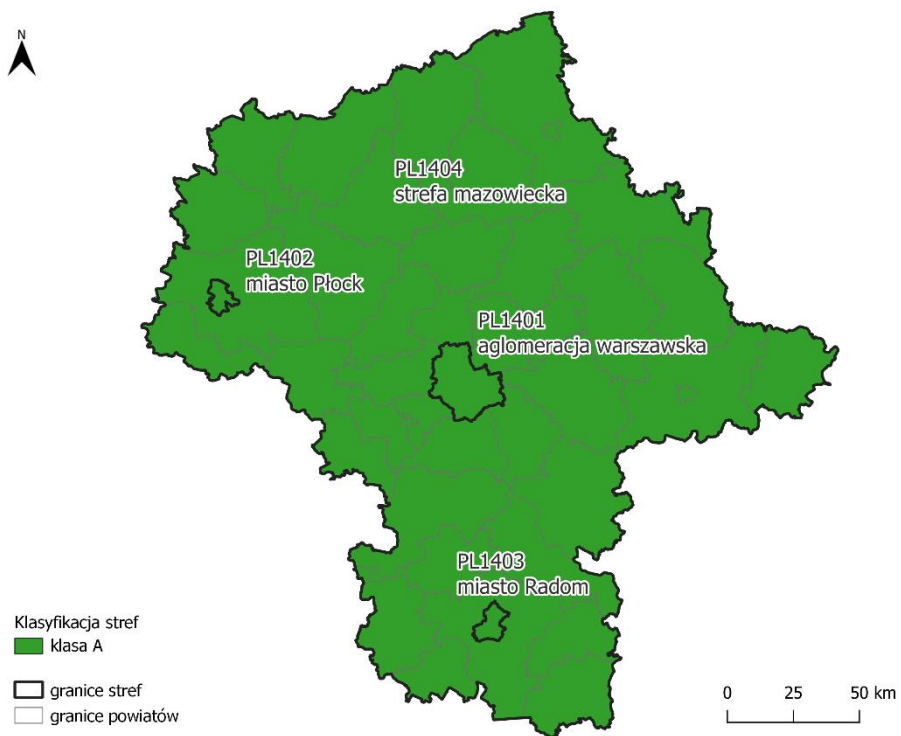 N
PL1404
strefa mazowiecka
PL1402
miasto Płock
PL1401
aglomeracja warszawska
PL1403
miasto Radom
Klasyfikacja stref
klasa A
granice stref
granice powiatów
0 25 50 km